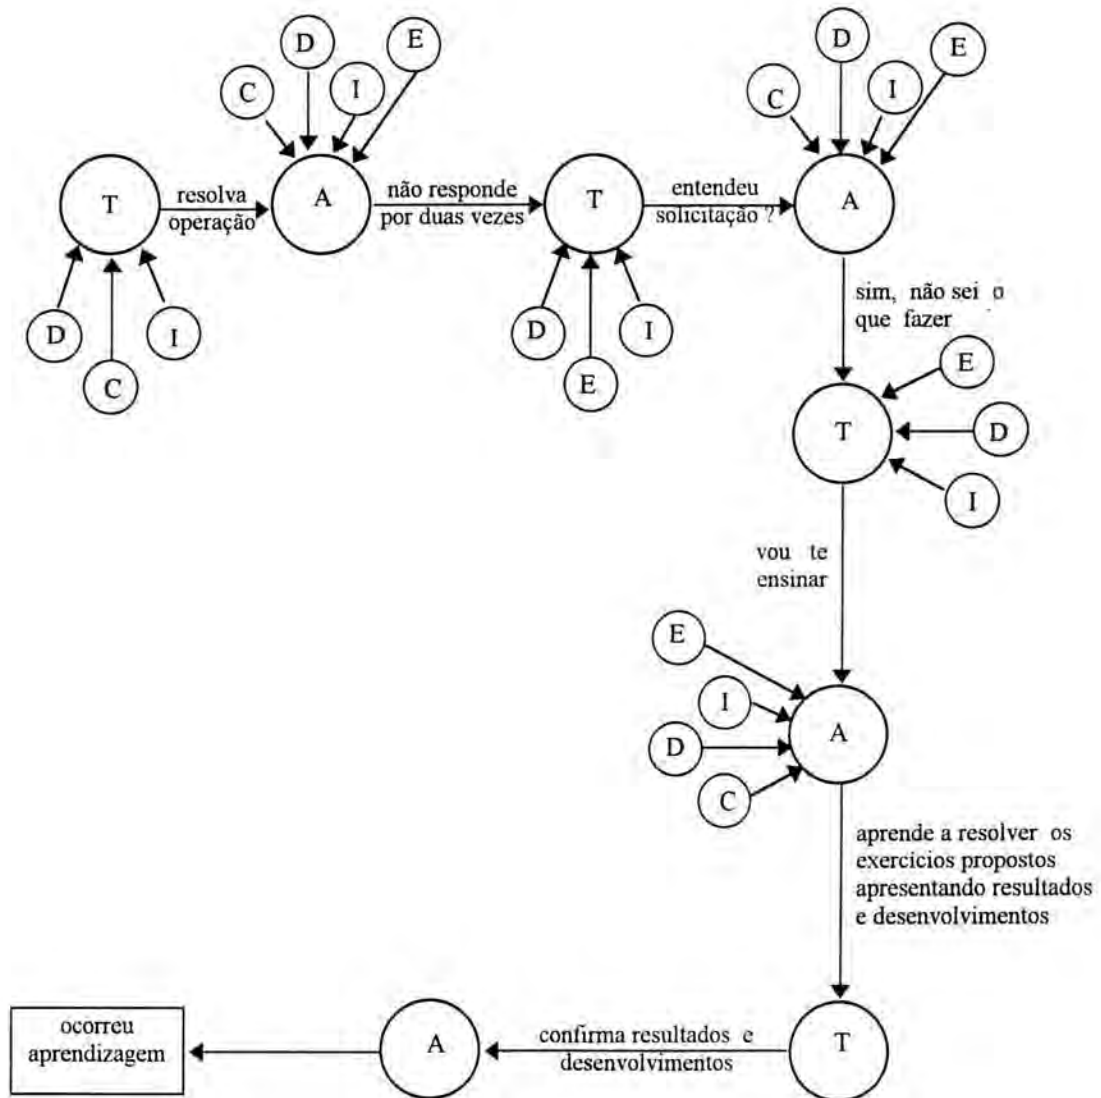 D
E
C
I
T
resolva
operação
A
não responde
por duas vezes
D
C
I
T
D
E
I
entendeu
solicitação ?
D
E
C
I
A
sim, não sei o
que fazer
E
T
D
I
vou te
ensinar
E
I
D
C
A
aprende a resolver os
exercícios propostos
apresentando resultados
e desenvolvimentos
T
confirma resultados e
desenvolvimentos
A
ocorreu
aprendizagem